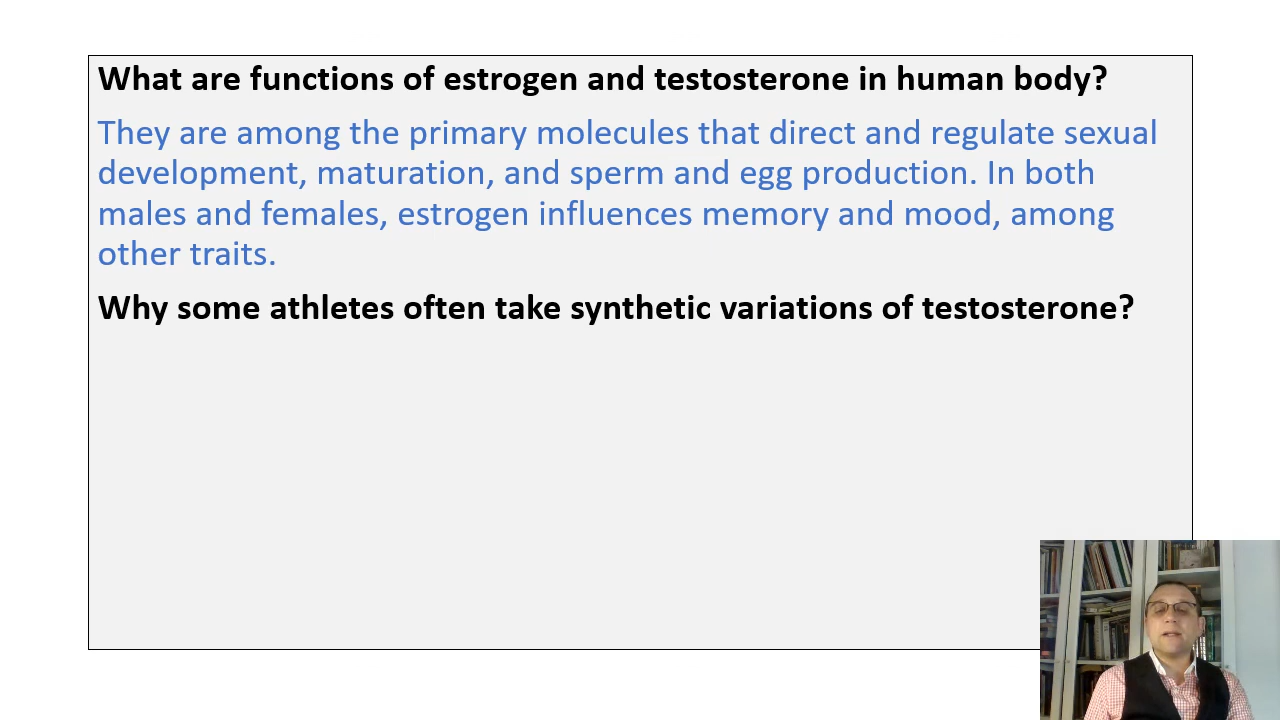 What are functions of estrogen and testosterone in human body?
They are among the primary molecules that direct and regulate sexual
development, maturation, and sperm and egg production. In both
males and females, estrogen influences memory and mood, among
other traits.
Why some athletes often take synthetic variations of testosterone?